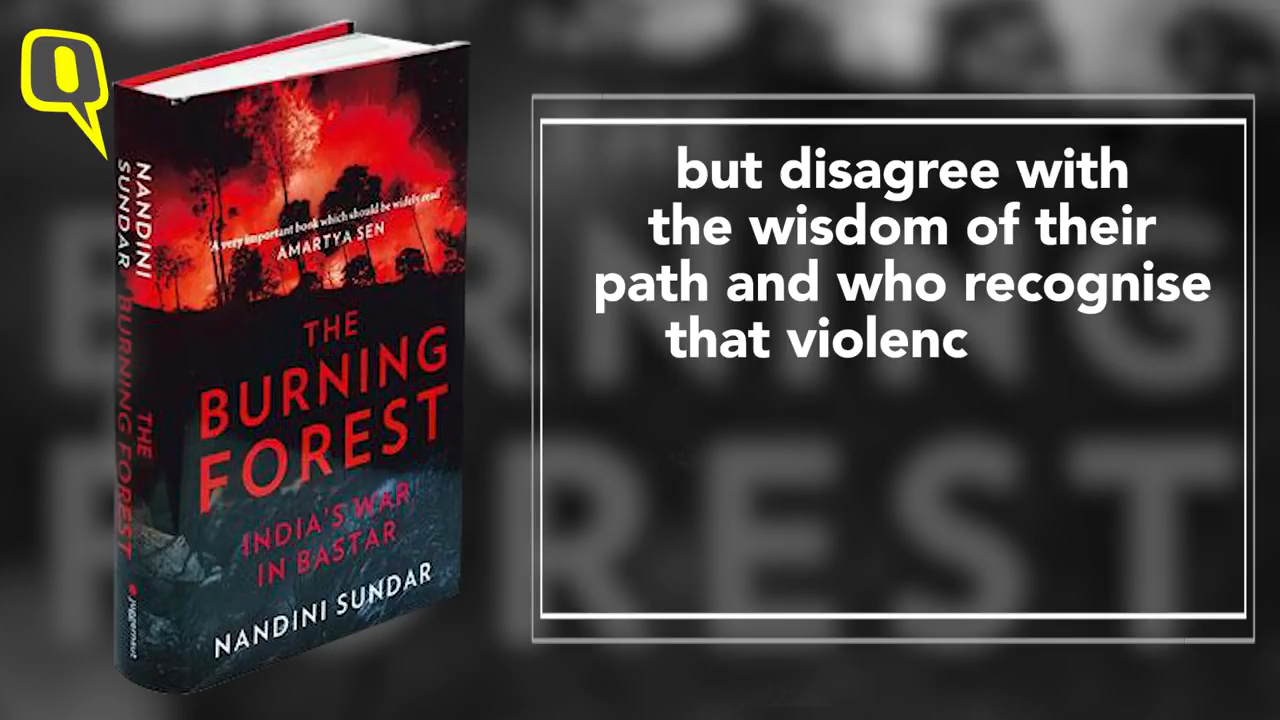 NANDINI
SUNDAR
THE
BURNING FOREST
juggernaut
'A very important book which should be widely read'
AMARTYA SEN
THE
BURNING
FOREST
INDIA'S WAR
IN BASTAR
NANDINI SUNDAR
but disagree with
the wisdom of their
path and who recognise
that violenc